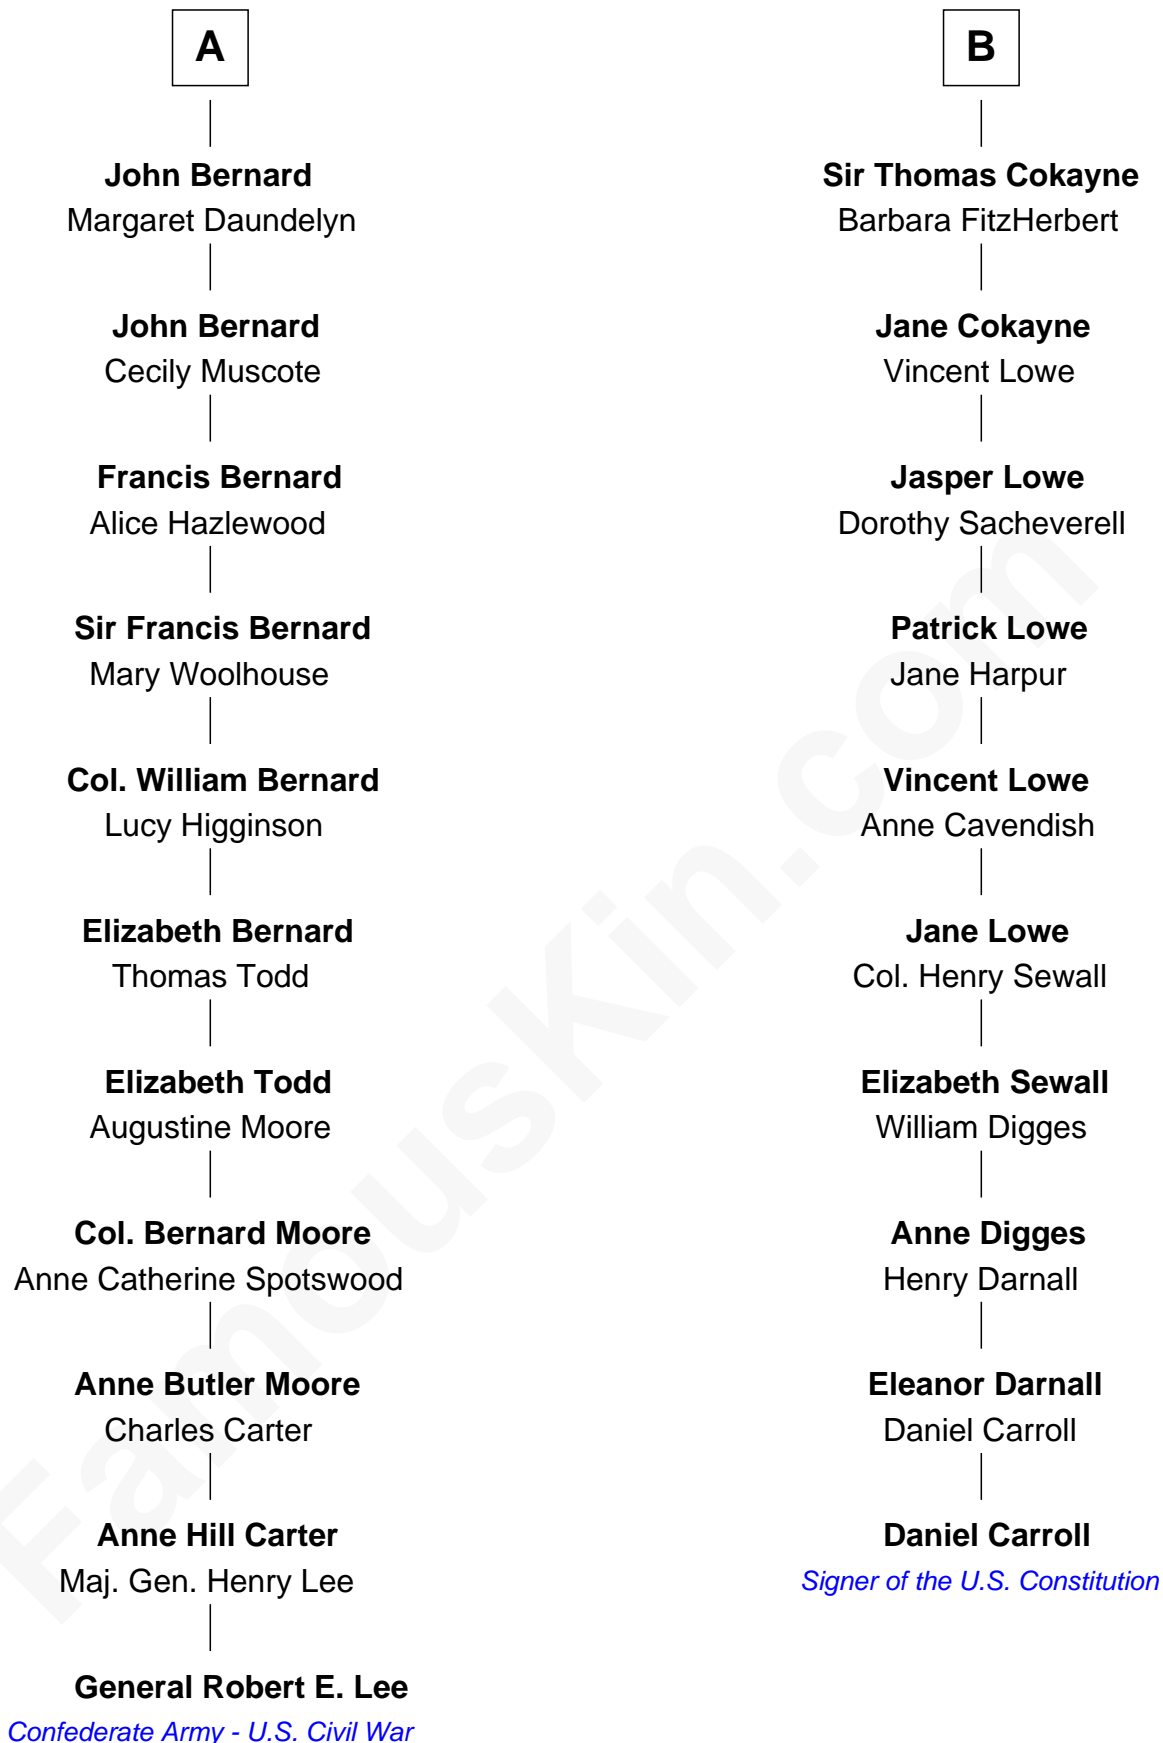 A
John Bernard
Margaret Daundelyn
John Bernard
Cecily Muscote
Francis Bernard
Alice Hazlewood
Sir Francis Bernard
Mary Woolhouse
Col. William Bernard
Lucy Higginson
Elizabeth Bernard
Thomas Todd
Elizabeth Todd
Augustine Moore
Col. Bernard Moore
Anne Catherine Spotswood
Anne Butler Moore
Charles Carter
Anne Hill Carter
Maj. Gen. Henry Lee
General Robert E. Lee
Confederate Army - U.S. Civil War
B
Sir Thomas Cokayne
Barbara FitzHerbert
Jane Cokayne
Vincent Lowe
Jasper Lowe
Dorothy Sacheverell
Patrick Lowe
Jane Harpur
Vincent Lowe
Anne Cavendish
Jane Lowe
Col. Henry Sewall
Elizabeth Sewall
William Digges
Anne Digges
Henry Darnall
Eleanor Darnall
Daniel Carroll
Daniel Carroll
Signer of the U.S. Constitution
FamousKin.com